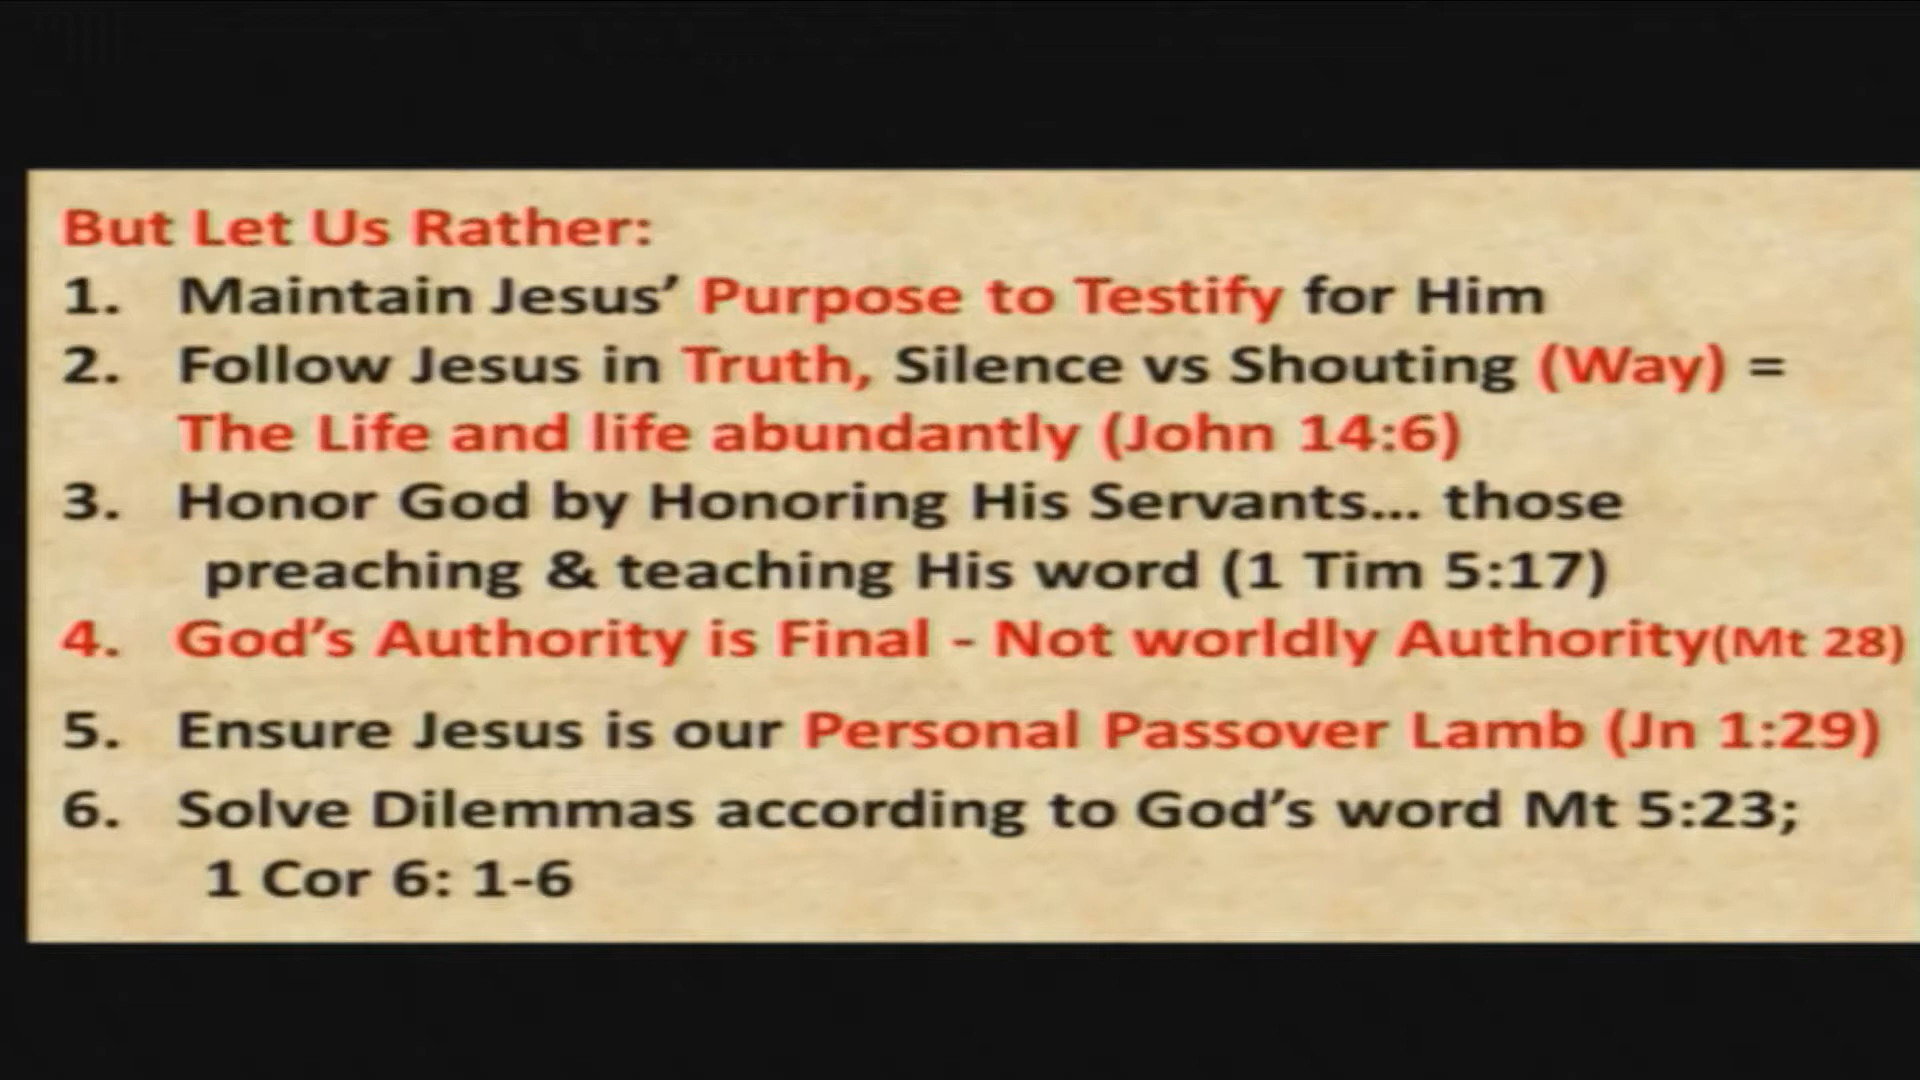 But Let Us Rather:
1. Maintain Jesus’ Purpose to Testify for Him
2. Follow Jesus in Truth, Silence vs Shouting (Way) =
The Life and life abundantly (John 14:6)
3. Honor God by Honoring His Servants... those
preaching & teaching His word (1 Tim 5:17)
4. God’s Authority is Final - Not worldly Authority(Mt 28)
5. Ensure Jesus is our Personal Passover Lamb (Jn 1:29)
6. Solve Dilemmas according to God’s word Mt 5:23;
1 Cor 6: 1-6